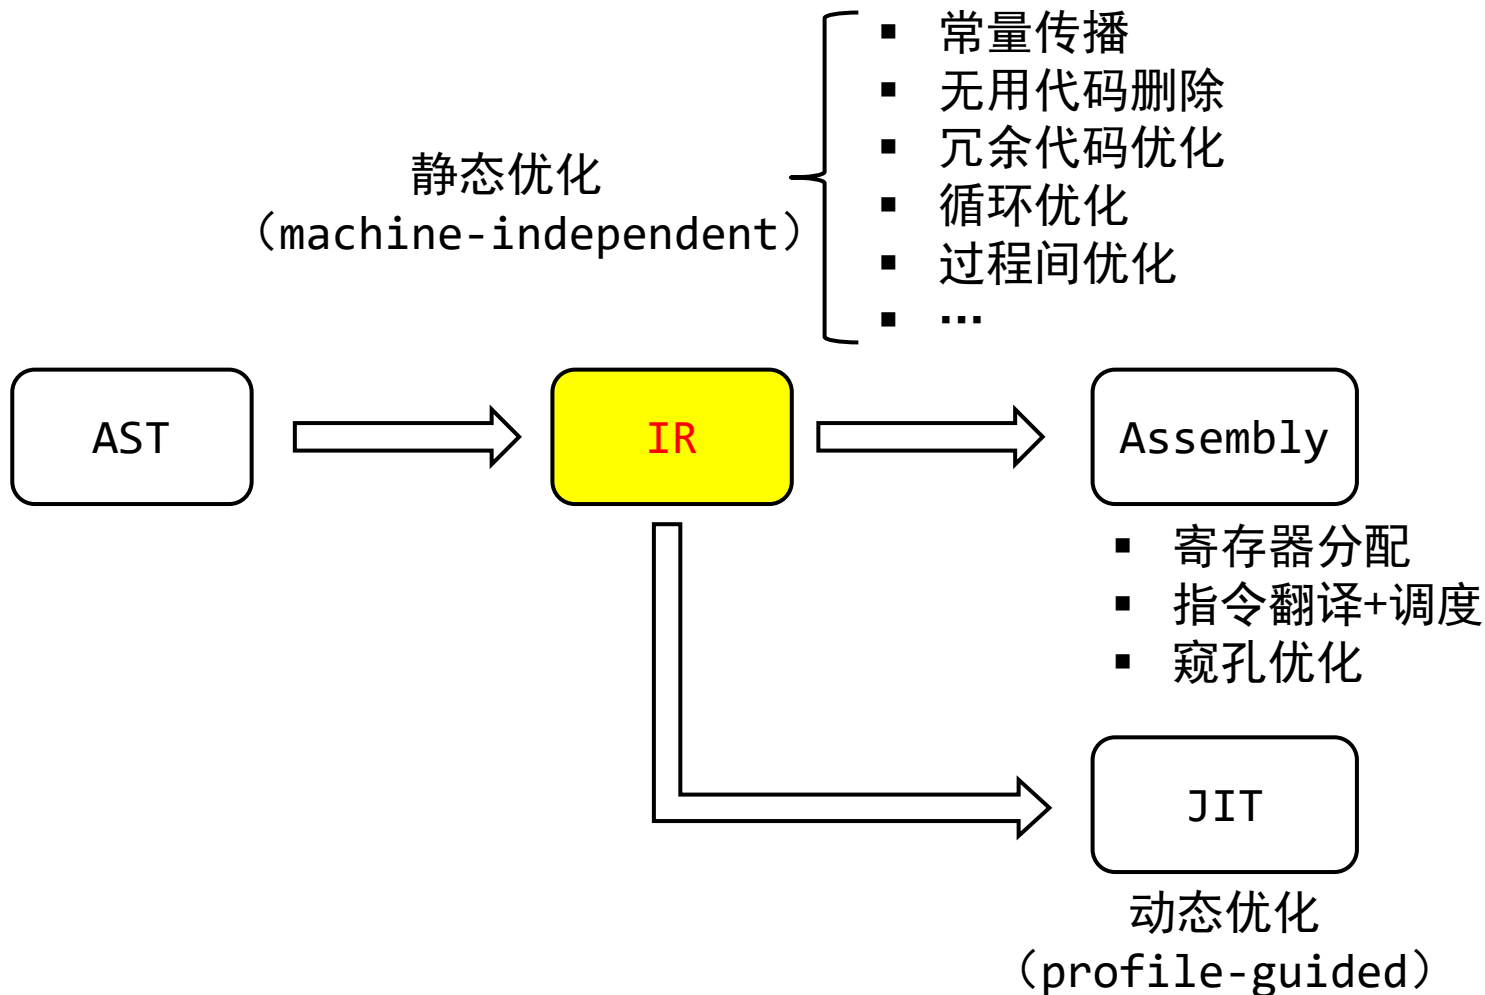 ▪ 常量传播
▪ 无用代码删除
▪ 冗余代码优化
▪ 循环优化
▪ 过程间优化
▪ …
静态优化
（machine-independent）
AST
IR
Assembly
▪ 寄存器分配
▪ 指令翻译+调度
▪ 窥孔优化
JIT
动态优化
（profile-guided）